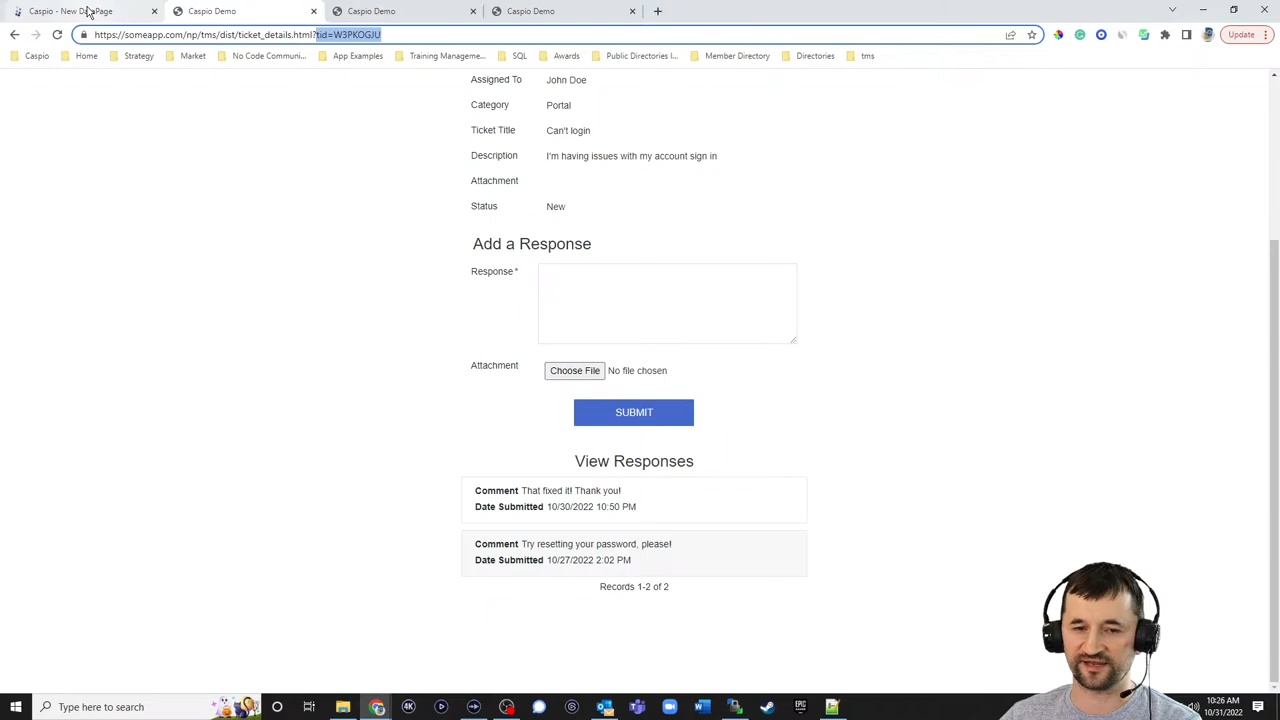 Caspio - New DataPage
Caspio Demo
Caspio Demo
Caspio Demo
https://someapp.com/np/tms/dist/ticket_details.html?tid=W3PKOGJU
Update
Caspio
Home
Strategy
Market
No Code Communi...
App Examples
Training Manageme...
SQL
Awards
Public Directories I...
Member Directory
Directories
tms
Assigned To John Doe
Category Portal
Ticket Title Can't login
Description I'm having issues with my account sign in
Attachment
Status New
Add a Response
Response*
Attachment Choose File No file chosen
SUBMIT
View Responses
Comment That fixed it! Thank you!
Date Submitted 10/30/2022 10:50 PM
Comment Try resetting your password, please!
Date Submitted 10/27/2022 2:02 PM
Records 1-2 of 2
Type here to search
4K
EPIC
10:26 AM
10/31/2022